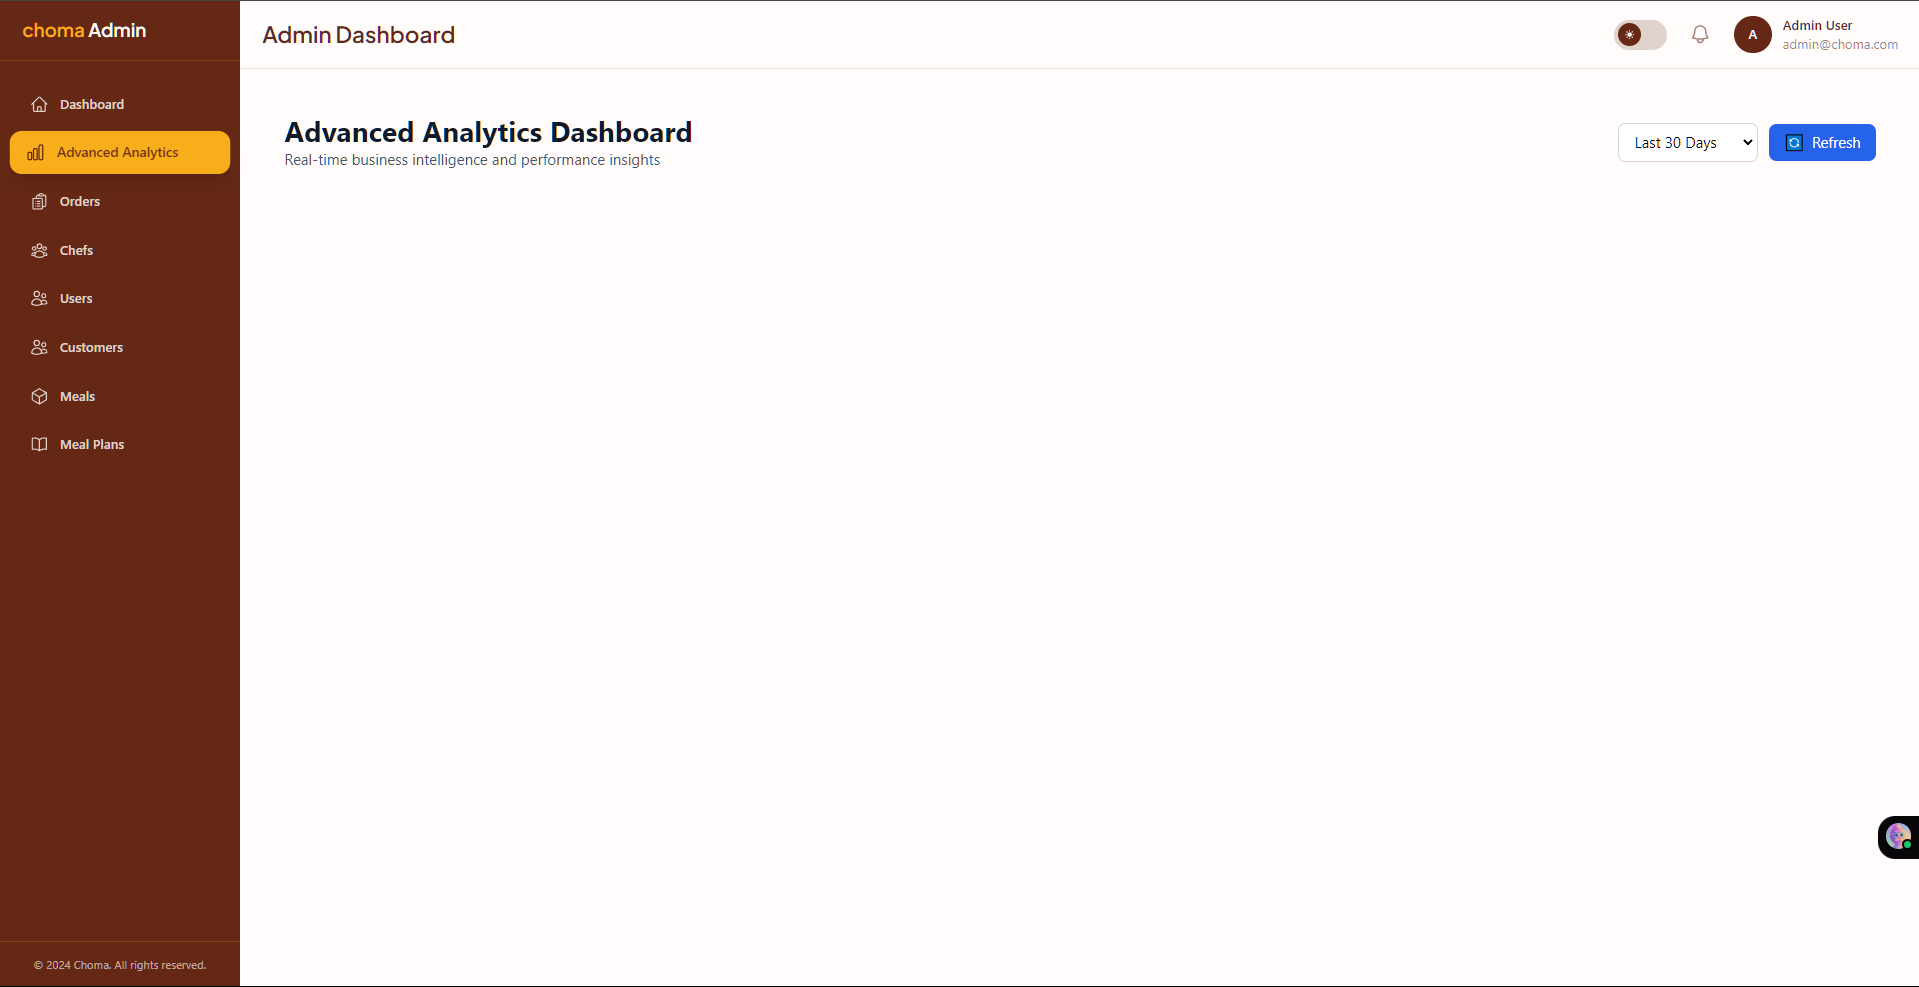 choma Admin
Dashboard
Advanced Analytics
Orders
Chefs
Users
Customers
Meals
Meal Plans
© 2024 Choma. All rights reserved.
Admin Dashboard
A
Admin User
admin@choma.com
Advanced Analytics Dashboard
Real-time business intelligence and performance insights
Last 30 Days
Refresh